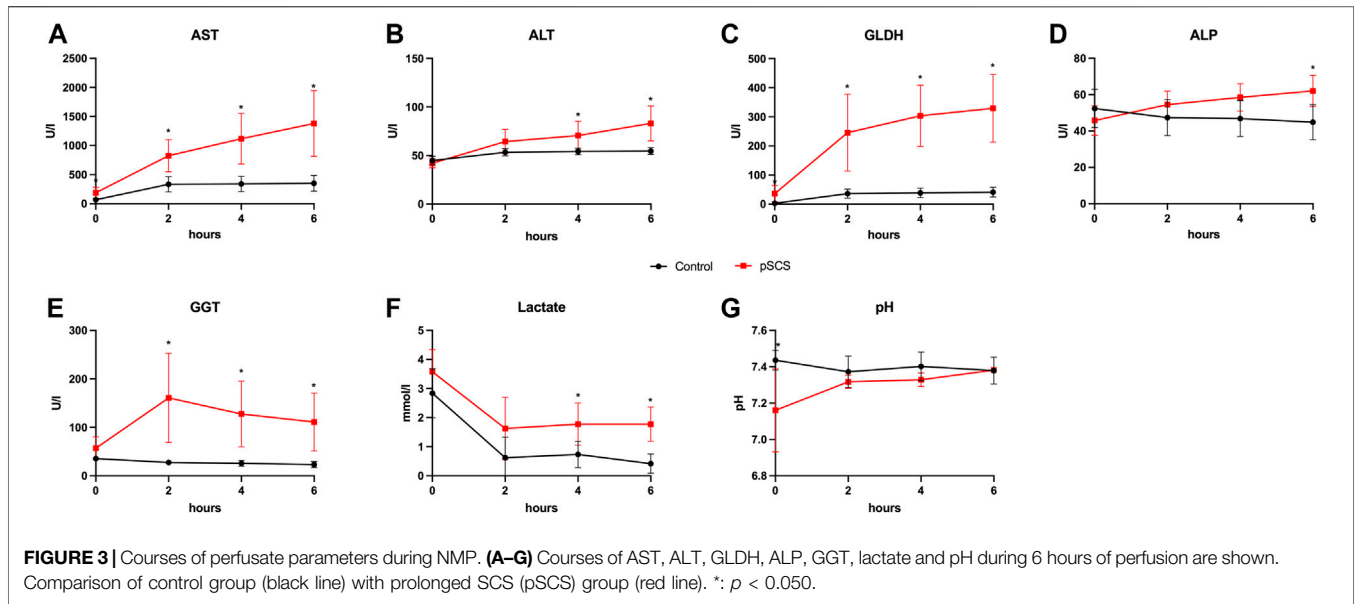 A AST
2500
2000
1500
1000
500
0
U/l
* * * *
0 2 4 6
hours
B ALT
150
100
50
0
U/l
* *
0 2 4 6
hours
C GLDH
500
400
300
200
100
0
U/l
* * * *
0 2 4 6
hours
D ALP
80
60
40
20
0
U/l
*
0 2 4 6
hours
Control pSCS
E GGT
300
200
100
0
U/l
* * *
0 2 4 6
hours
F Lactate
5
4
3
2
1
0
mmol/l
* *
0 2 4 6
hours
G pH
7.6
7.4
7.2
7.0
6.8
pH
*
0 2 4 6
hours
FIGURE 3 | Courses of perfusate parameters during NMP. (A–G) Courses of AST, ALT, GLDH, ALP, GGT, lactate and pH during 6 hours of perfusion are shown.
Comparison of control group (black line) with prolonged SCS (pSCS) group (red line). *: p < 0.050.